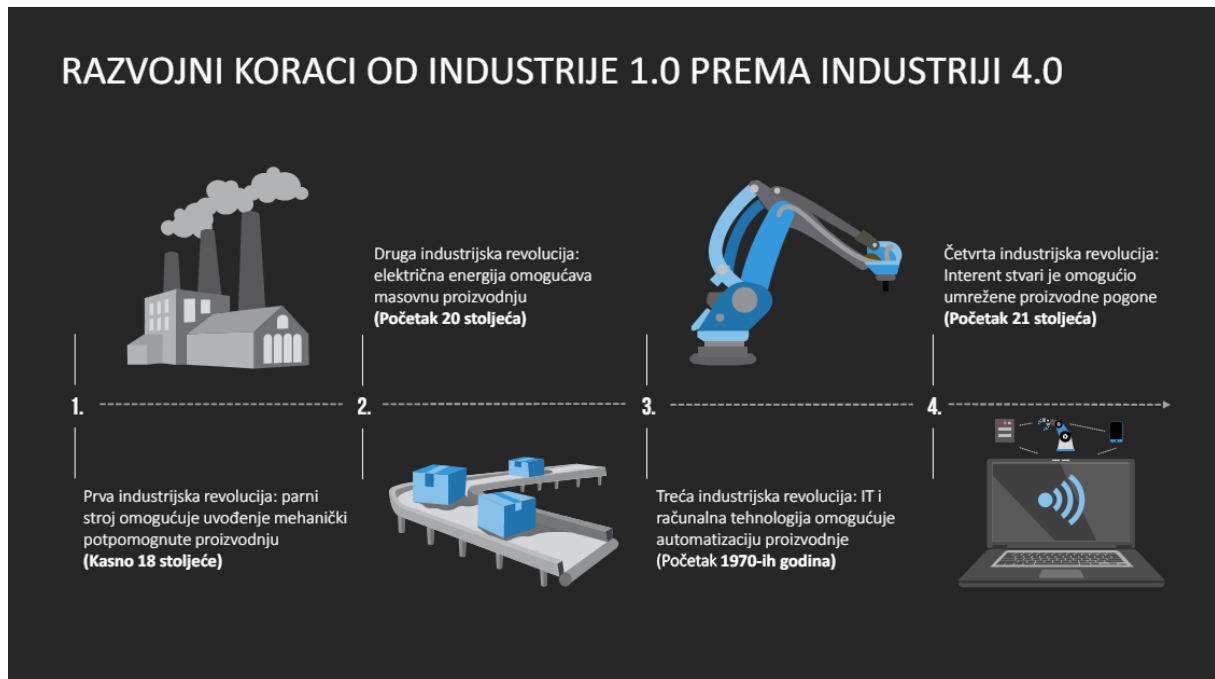 RAZVOJNI KORACI OD INDUSTRIJE 1.0 PREMA INDUSTRIJI 4.0
1.
Prva industrijska revolucija: parni
stroj omogućuje uvođenje mehanički
potpomognute proizvodnju
(Kasno 18 stoljeće)
2.
Druga industrijska revolucija:
električna energija omogućava
masovnu proizvodnju
(Početak 20 stoljeća)
3.
Treća industrijska revolucija: IT i
računalna tehnologija omogućuje
automatizaciju proizvodnje
(Početak 1970-ih godina)
4.
Četvrta industrijska revolucija:
Interent stvari je omogućio
umrežene proizvodne pogone
(Početak 21 stoljeća)